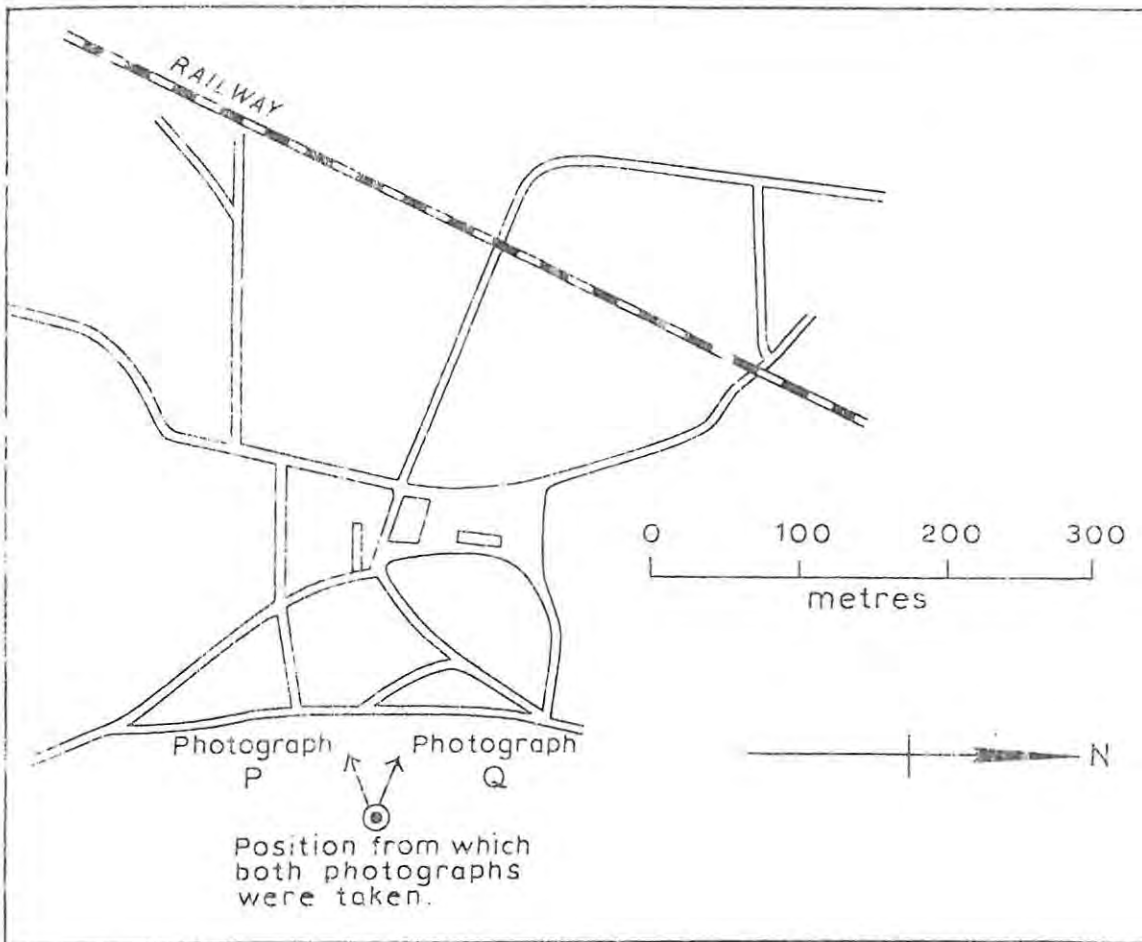 RAILWAY
0 100 200 300
metres
N
Photograph
P
Photograph
Q
Position from which
both photographs
were taken.